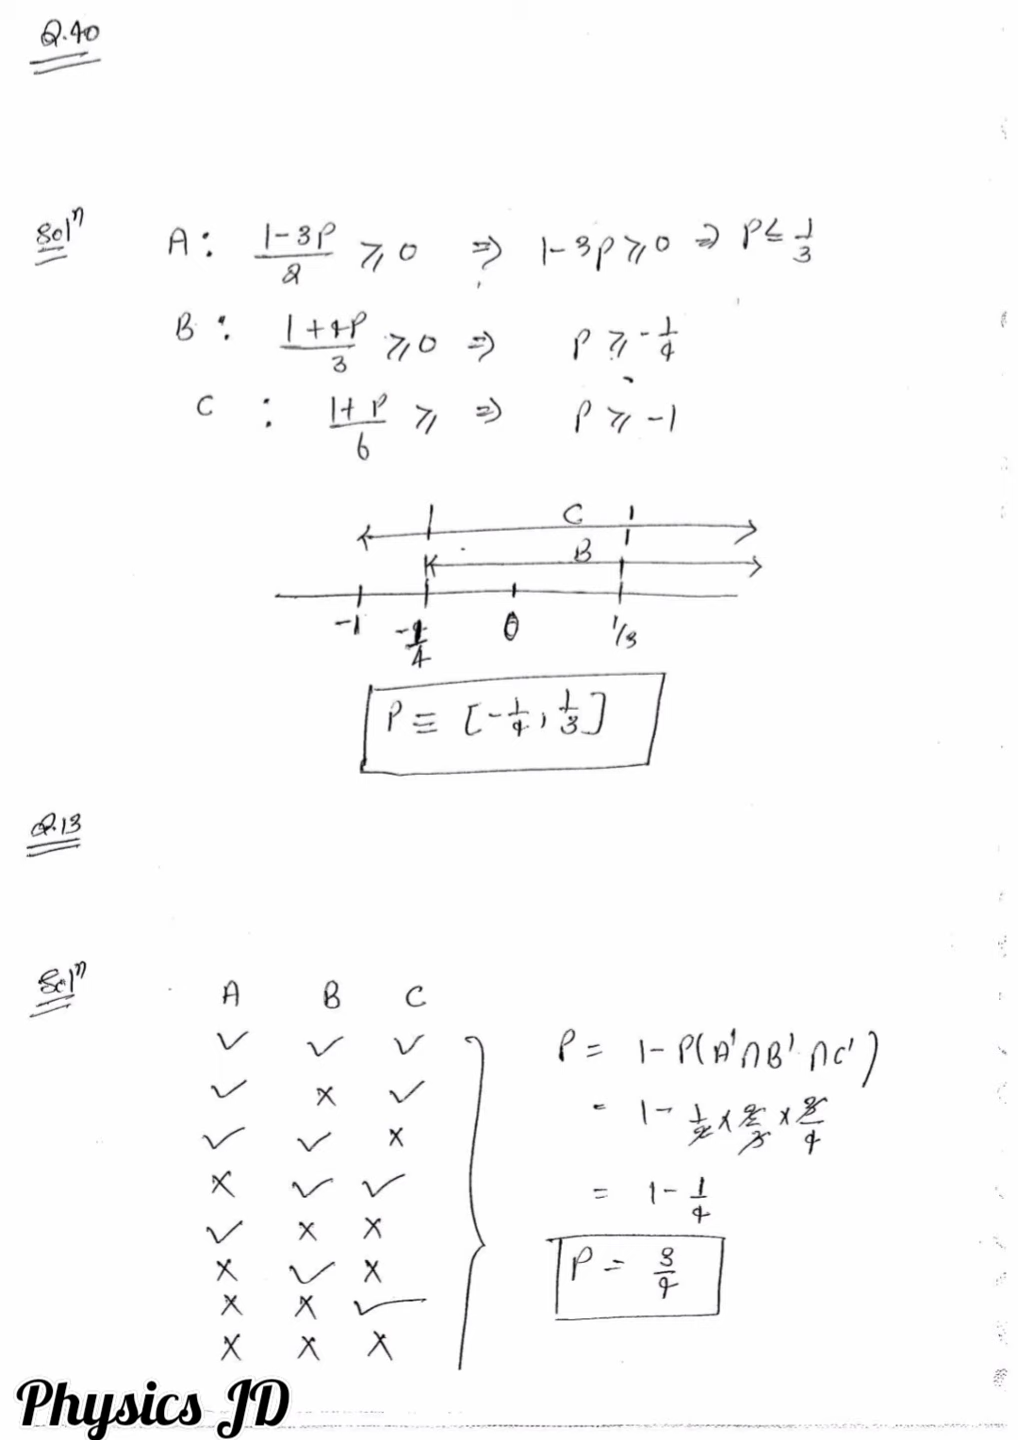 Q.40
Solⁿ
A: (1-3P)/2 ≥ 0 ⇒ 1-3P ≥ 0 ⇒ P ≤ 1/3
B: (1+4P)/3 ≥ 0 ⇒ P ≥ -1/4
C: (1+P)/6 ≥ ⇒ P ≥ -1
C
B
-1 -1/4 0 1/3
P ≡ [-1/4, 1/3]
Q.13
Solⁿ
A B C
✓ ✓ ✓
✓ × ✓
✓ ✓ ×
× ✓ ✓
✓ × ×
× ✓ ×
× × ✓
× × ×
P = 1-P(A'∩B'∩C')
= 1 - 1/2 × 2/3 × 3/4
= 1 - 1/4
P = 3/4
Physics JD